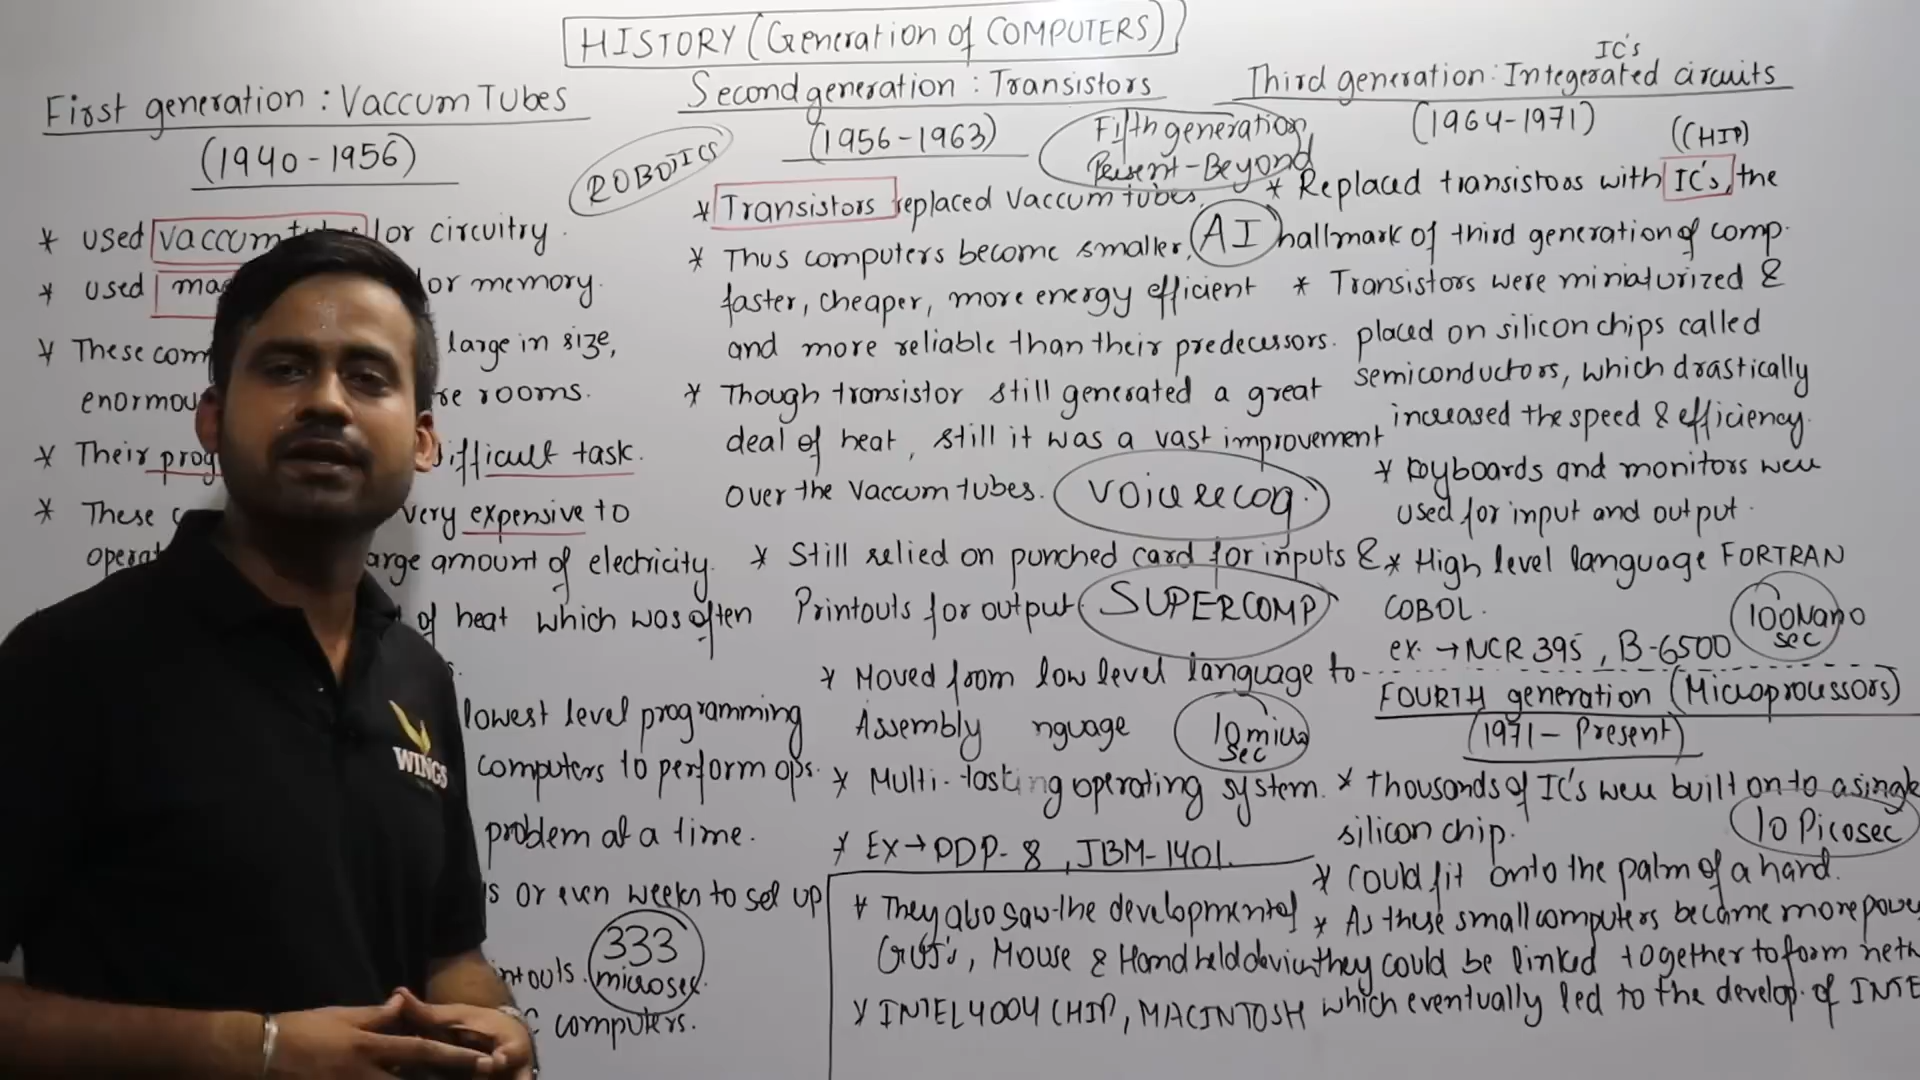 HISTORY (Generation of COMPUTERS)
First generation : Vaccum Tubes
(1940 - 1956)
* used vaccum for circuitry.
* used or memory.
* These large in size,
re rooms.
* Their difficult task.
* These very expensive to
large amount of electricity.
of heat which was often
lowest level programming
computers to perform ops.
problem at a time.
or even weeks to set up
333
microsec.
computers.
WINGS
ROBOTICS
Second generation : Transistors
(1956 - 1963)
* Transistors replaced Vaccum tubes.
* Thus computers become smaller,
faster, cheaper, more energy efficient
and more reliable than their predecessors.
* Though transistor still generated a great
deal of heat, still it was a vast improvement
over the Vaccum tubes.
* Still relied on punched card for inputs &
Printouts for output
* Moved from low level language to
Assembly nguage
* Multi-tasking operating system.
* Ex → PDP-8, IBM-1401.
Fifth generation
Present - Beyond
AI
Voice recog.
SUPERCOMP
10 micro
sec
IC's
Third generation : Integerated circuits
(1964 - 1971)
(CHIP)
* Replaced transistors with IC's, the
hallmark of third generation of comp.
* Transistors were miniaturized &
placed on silicon chips called
semiconductors, which drastically
increased the speed & efficiency.
* Keyboards and monitors were
used for input and output.
* High level language FORTRAN
COBOL.
ex. → NCR 395, B-6500
100 Nano
sec
FOURTH generation (Microprocessors)
(1971 - Present)
* Thousands of IC's were built on to a single
silicon chip.
10 Picosec
* Could fit onto the palm of a hand.
* As these small computers became more
they could be linked together to form
which eventually led to the develop. of
* They also saw the development of
GUI's, Mouse & Hand held devices
* INTEL 4004 CHIP, MACINTOSH